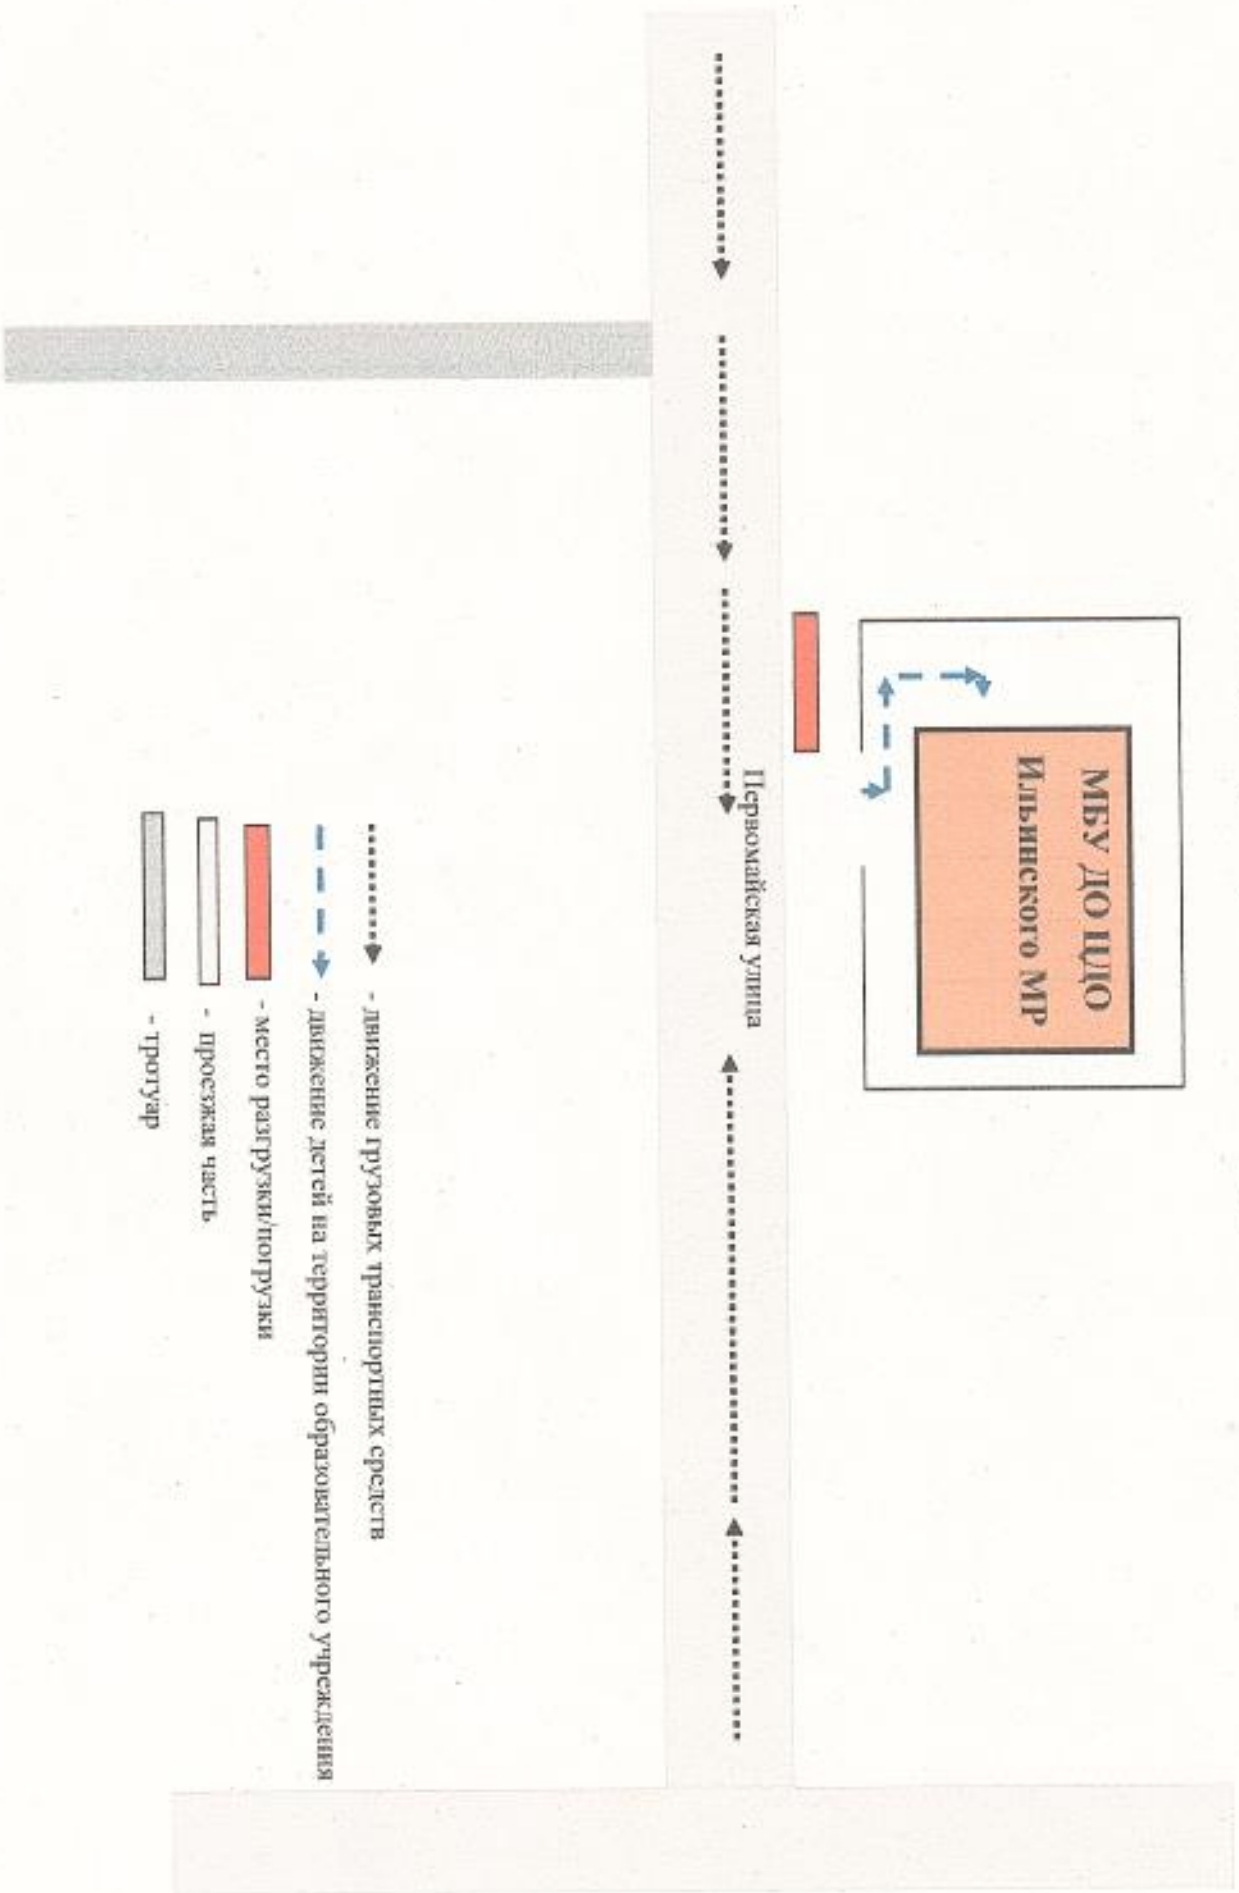 МБУ ДО ЦДО
Ильинского МР
Первомайская улица
- движение грузовых транспортных средств
- движение детей на территории образовательного учреждения
- место разгрузки/погрузки
- проезжая часть
- тротуар